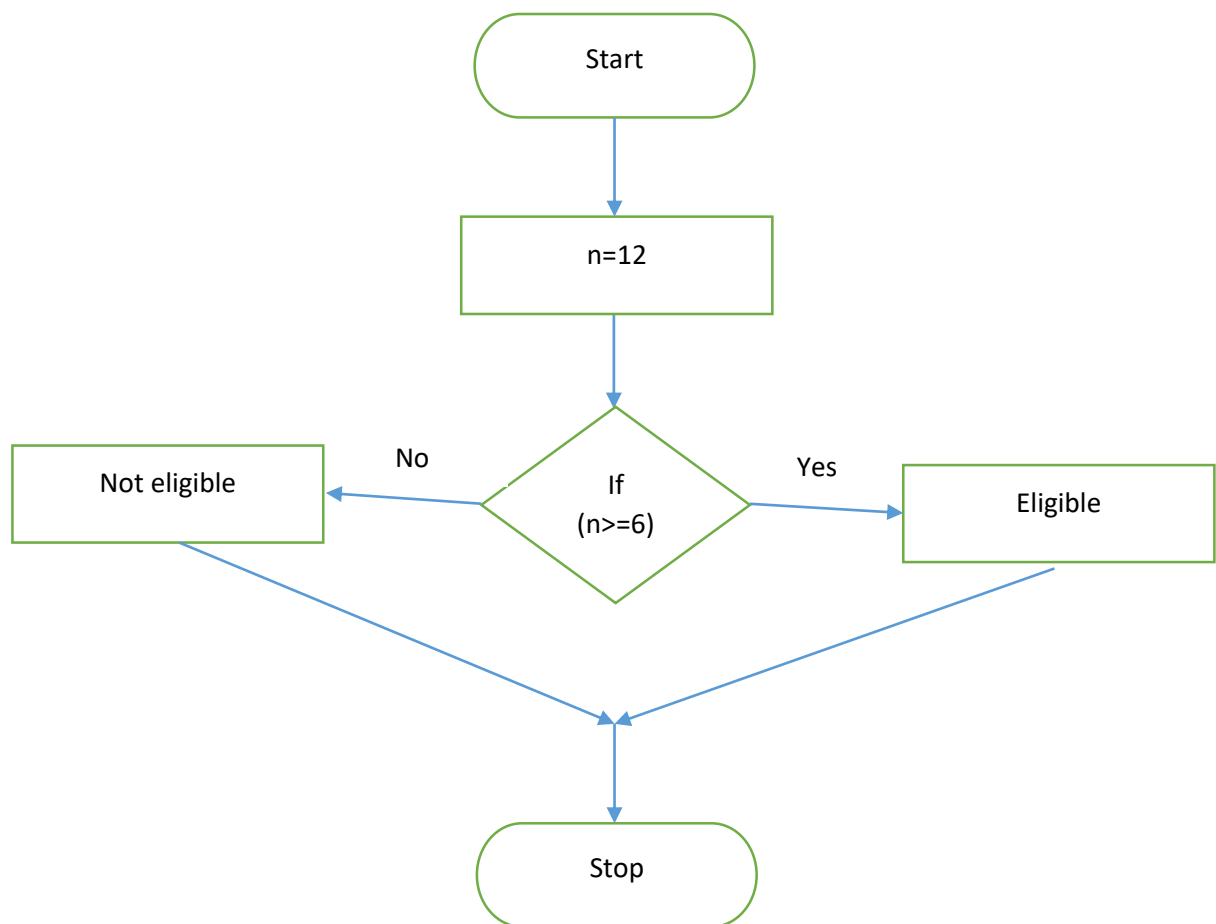 Start
n=12
No
Yes
Not eligible
If
(n>=6)
Eligible
Stop